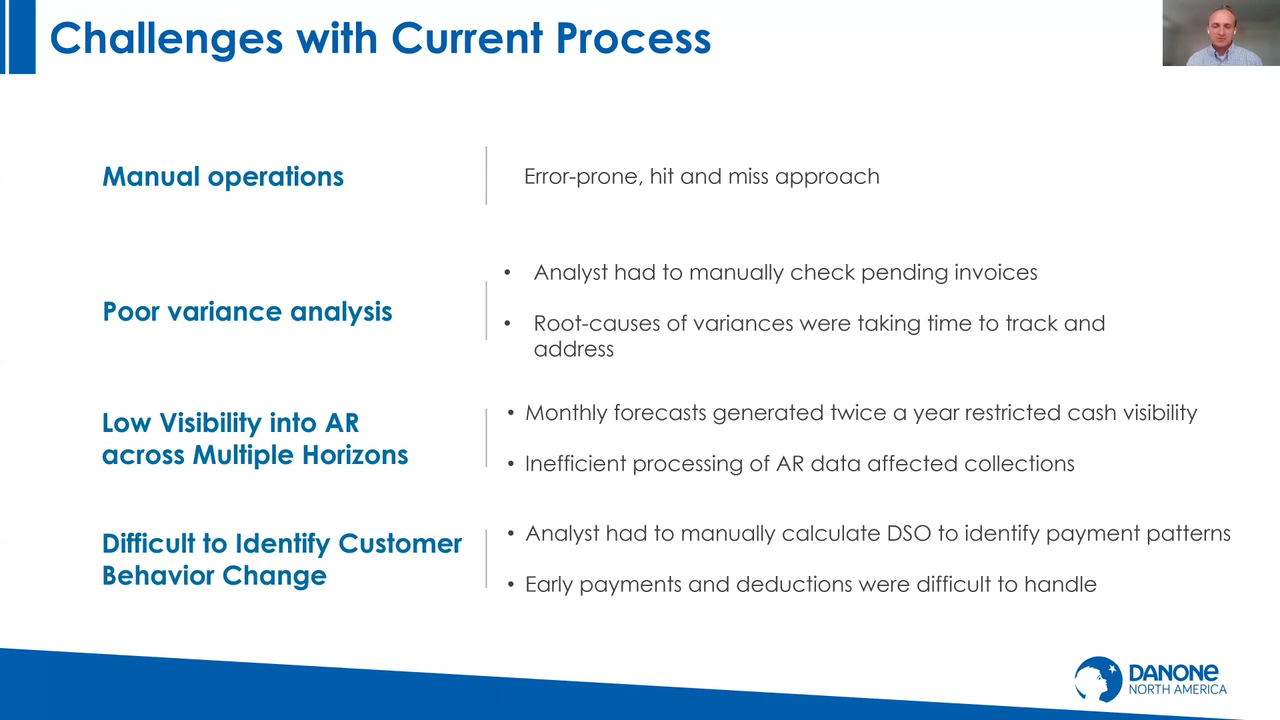 Challenges with Current Process
Manual operations
Error-prone, hit and miss approach
Poor variance analysis
• Analyst had to manually check pending invoices
• Root-causes of variances were taking time to track and
address
Low Visibility into AR
across Multiple Horizons
• Monthly forecasts generated twice a year restricted cash visibility
• Inefficient processing of AR data affected collections
Difficult to Identify Customer
Behavior Change
• Analyst had to manually calculate DSO to identify payment patterns
• Early payments and deductions were difficult to handle
DANONE
NORTH AMERICA